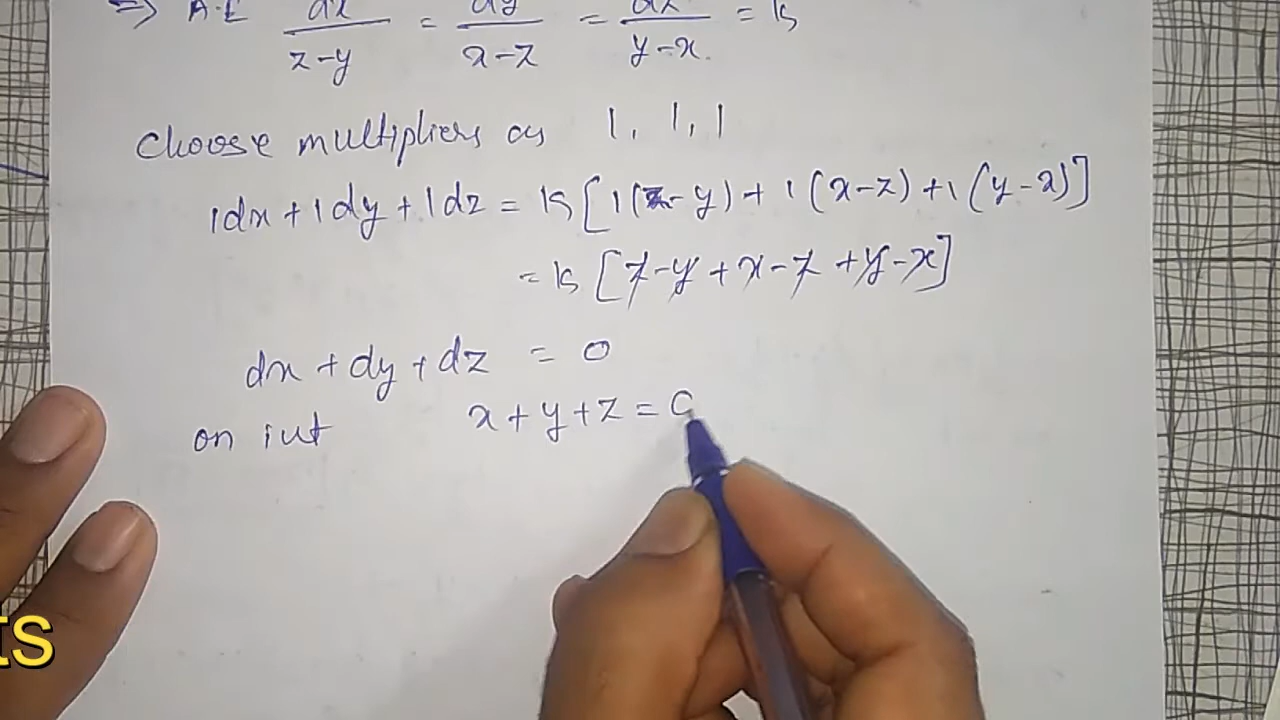 ⇒ A.E dx/(z-y) = dy/(x-z) = dz/(y-x) = k
choose multipliers as 1, 1, 1
1dx + 1dy + 1dz = k [1(z-y) + 1(x-z) + 1(y-x)]
= k [z-y+x-z+y-x]
dx + dy + dz = 0
on int x + y + z = C
ts